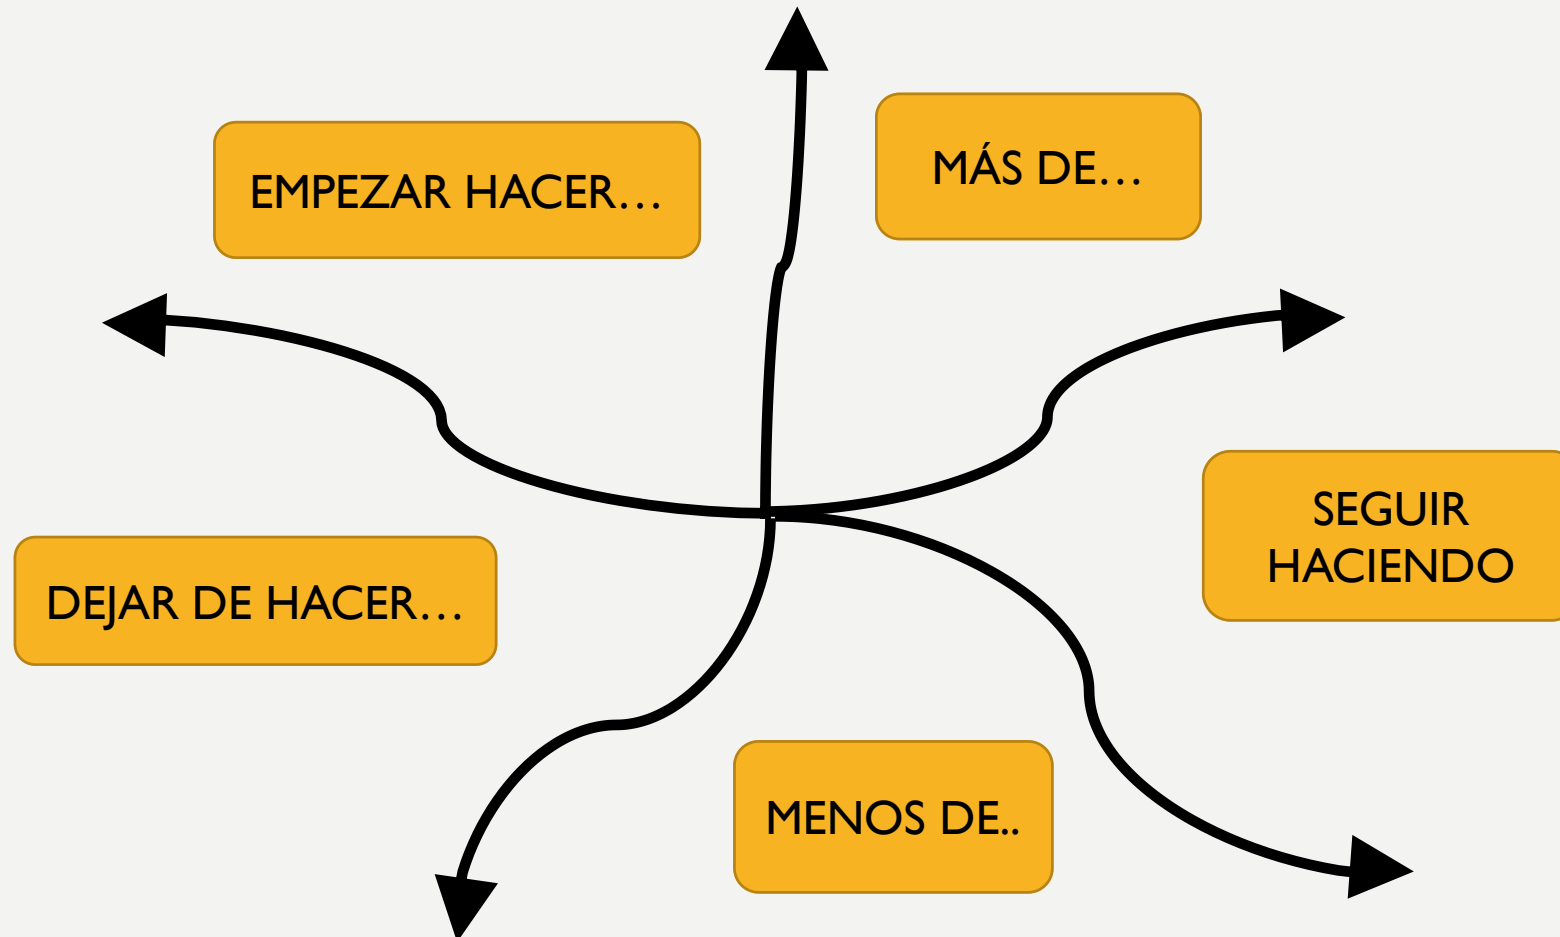 EMPEZAR HACER…
MÁS DE…
SEGUIR
HACIENDO
DEJAR DE HACER…
MENOS DE..